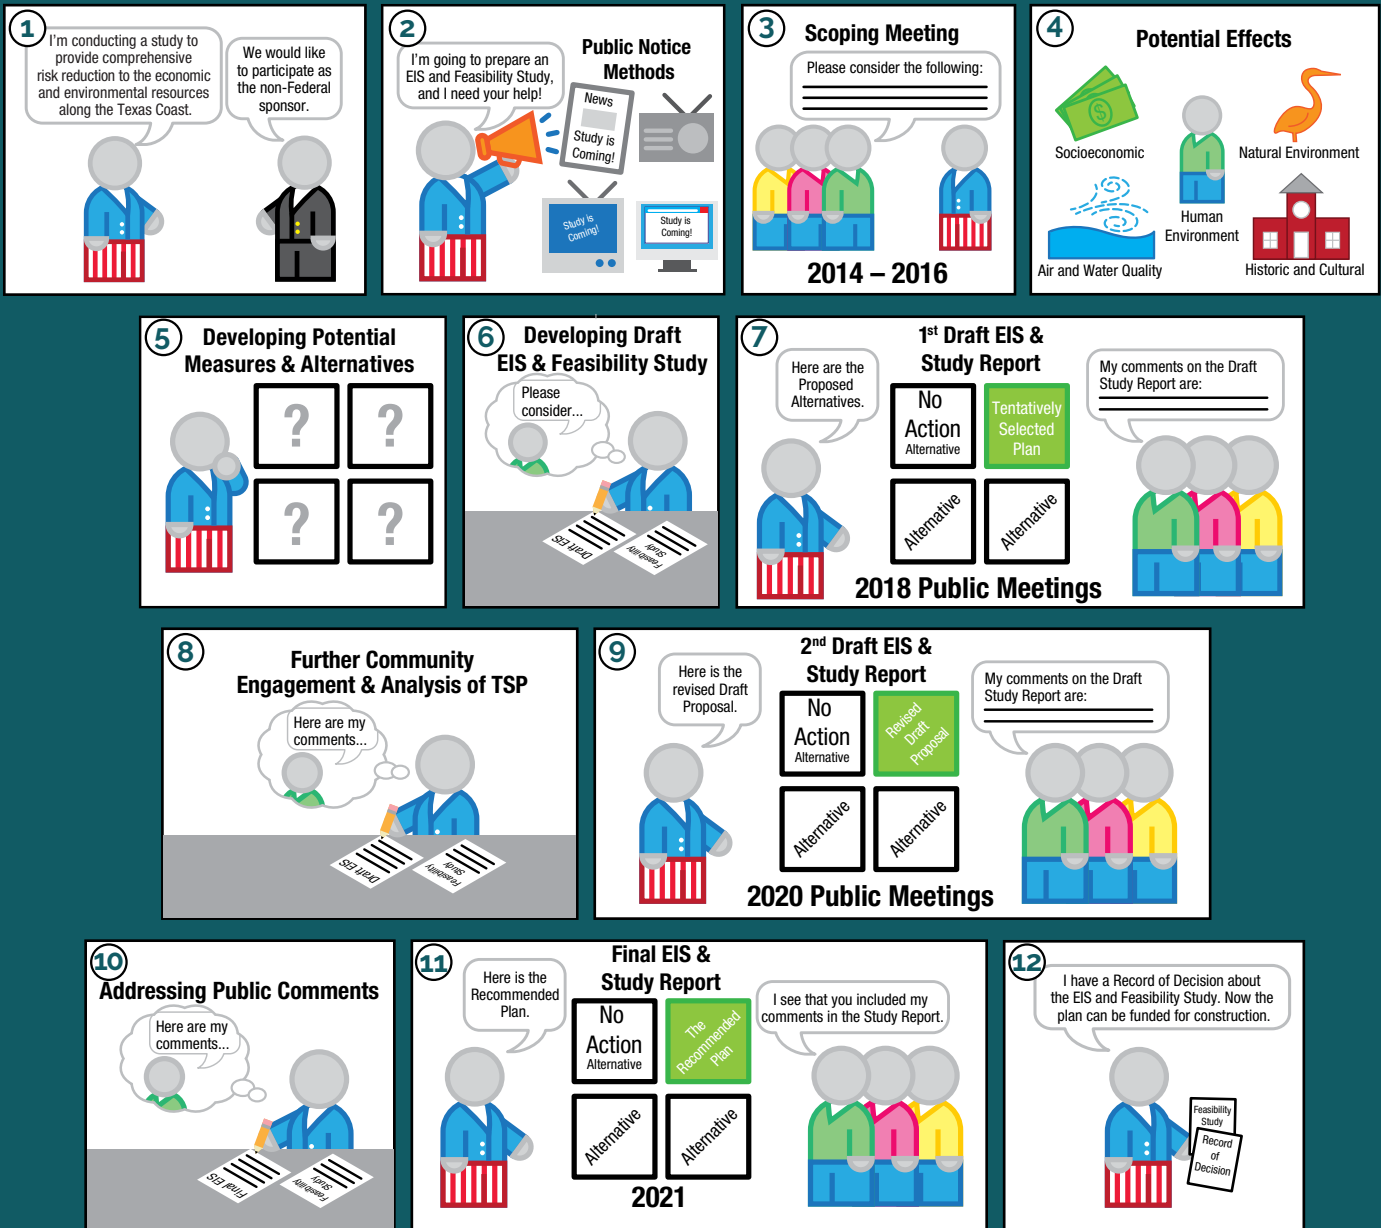 1
I'm conducting a study to
provide comprehensive
risk reduction to the economic
and environmental resources
along the Texas Coast.
We would like
to participate as
the non-Federal
sponsor.
2
I'm going to prepare an
EIS and Feasibility Study,
and I need your help!
Public Notice
Methods
News
Study is
Coming!
Study is
Coming!
Study is
Coming!
3
Scoping Meeting
Please consider the following:
2014 – 2016
4
Potential Effects
$
Socioeconomic
Natural Environment
Human
Environment
Air and Water Quality
Historic and Cultural
5
Developing Potential
Measures & Alternatives
?
?
?
?
6
Developing Draft
EIS & Feasibility Study
Please
consider...
Draft EIS
Feasibility
Study
7
1st Draft EIS &
Study Report
Here are the
Proposed
Alternatives.
No
Action
Alternative
Tentatively
Selected
Plan
Alternative
Alternative
My comments on the Draft
Study Report are:
2018 Public Meetings
8
Further Community
Engagement & Analysis of TSP
Here are my
comments...
Draft EIS
Feasibility
Study
9
2nd Draft EIS &
Study Report
Here is the
revised Draft
Proposal.
No
Action
Alternative
Revised
Draft
Proposal
Alternative
Alternative
My comments on the Draft
Study Report are:
2020 Public Meetings
10
Addressing Public Comments
Here are my
comments...
Final EIS
Feasibility
Study
11
Final EIS &
Study Report
Here is the
Recommended
Plan.
No
Action
Alternative
The
Recommended
Plan
Alternative
Alternative
I see that you included my
comments in the Study Report.
2021
12
I have a Record of Decision about
the EIS and Feasibility Study. Now the
plan can be funded for construction.
Feasibility
Study
Record
of
Decision